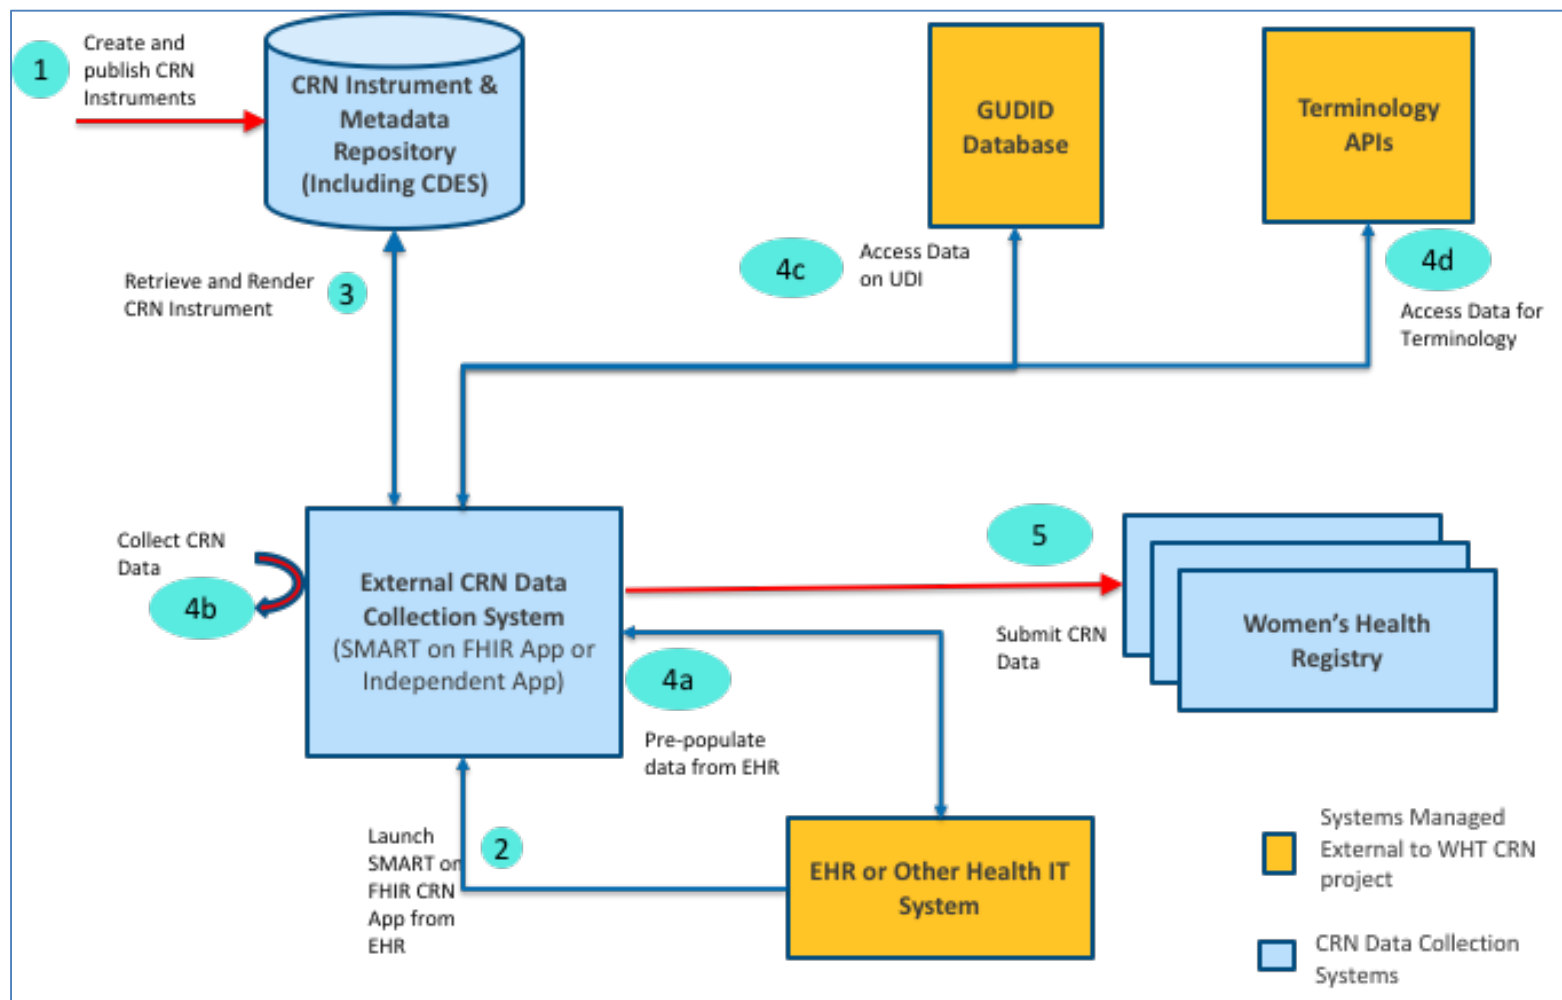 1
Create and
publish CRN
Instruments
CRN Instrument &
Metadata
Repository
(Including CDES)
GUDID
Database
Terminology
APIs
4c
Access Data
on UDI
4d
Access Data for
Terminology
Retrieve and Render
CRN Instrument
3
Collect CRN
Data
4b
External CRN Data
Collection System
(SMART on FHIR App or
Independent App)
5
Submit CRN
Data
Women's Health
Registry
4a
Pre-populate
data from EHR
Launch
SMART on
FHIR CRN
App from
EHR
2
EHR or Other Health IT
System
Systems Managed
External to WHT CRN
project
CRN Data Collection
Systems